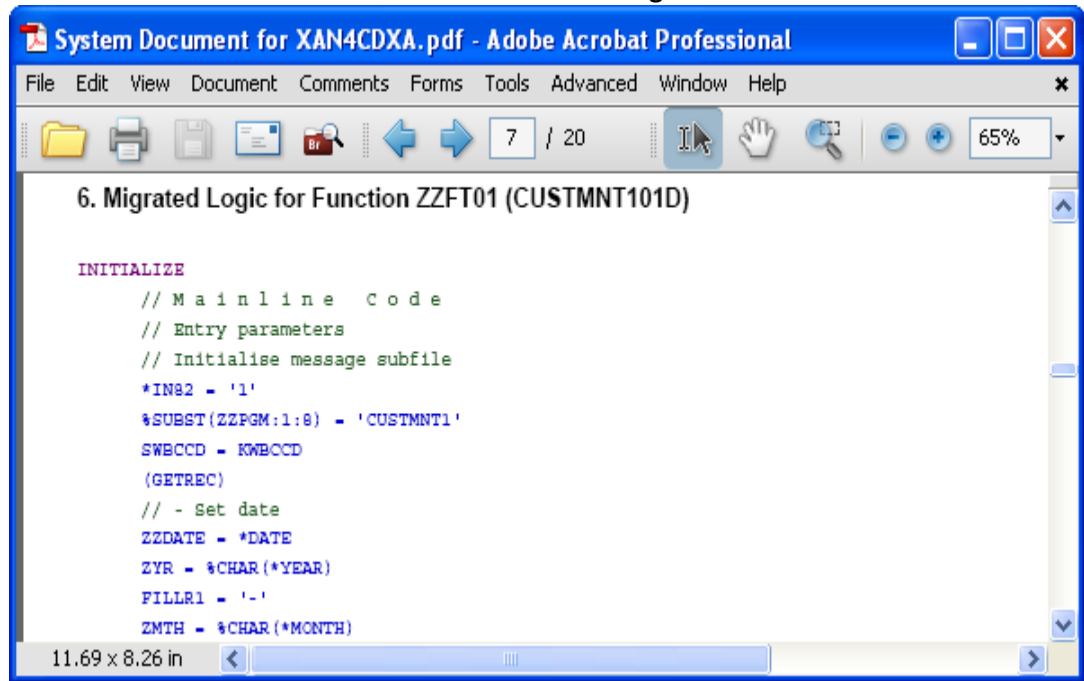 System Document for XAN4CDXA.pdf - Adobe Acrobat Professional
File Edit View Document Comments Forms Tools Advanced Window Help
Br 7 / 20 65%
6. Migrated Logic for Function ZZFT01 (CUSTMNT101D)
INITIALIZE
// M a i n l i n e   C o d e
// Entry parameters
// Initialise message subfile
*IN82 = '1'
%SUBST(ZZPGM:1:8) = 'CUSTMNT1'
SWBCCD = KWBCCD
(GETREC)
// - Set date
ZZDATE = *DATE
ZYR = %CHAR(*YEAR)
FILLR1 = '-'
ZMTH = %CHAR(*MONTH)
11.69 x 8.26 in